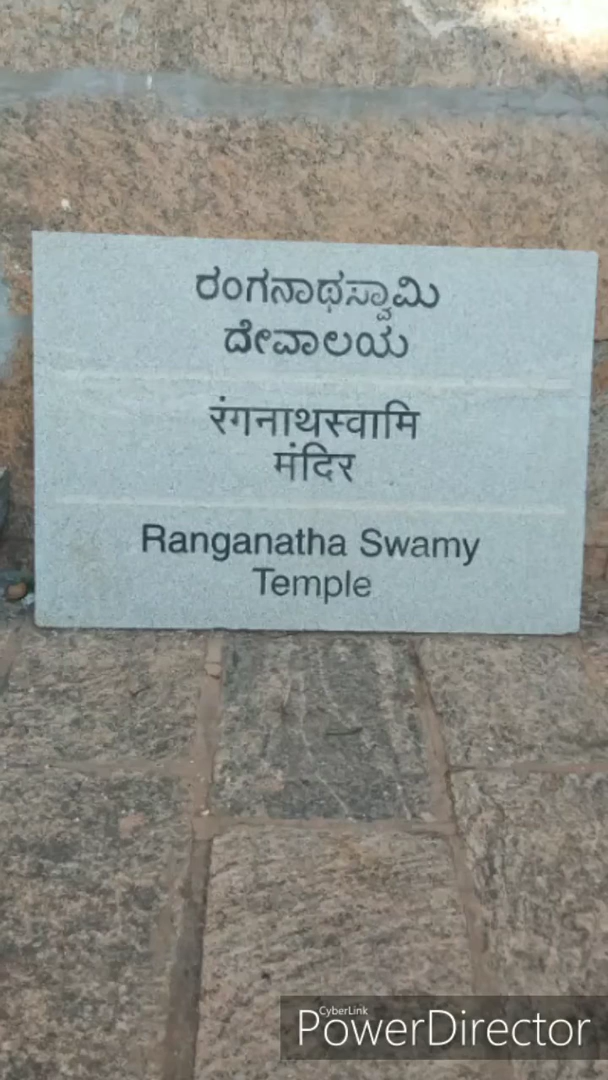 ರಂಗನಾಥಸ್ವಾಮಿ
ದೇವಾಲಯ
रंगनाथस्वामि
मंदिर
Ranganatha Swamy
Temple
CyberLink
PowerDirector